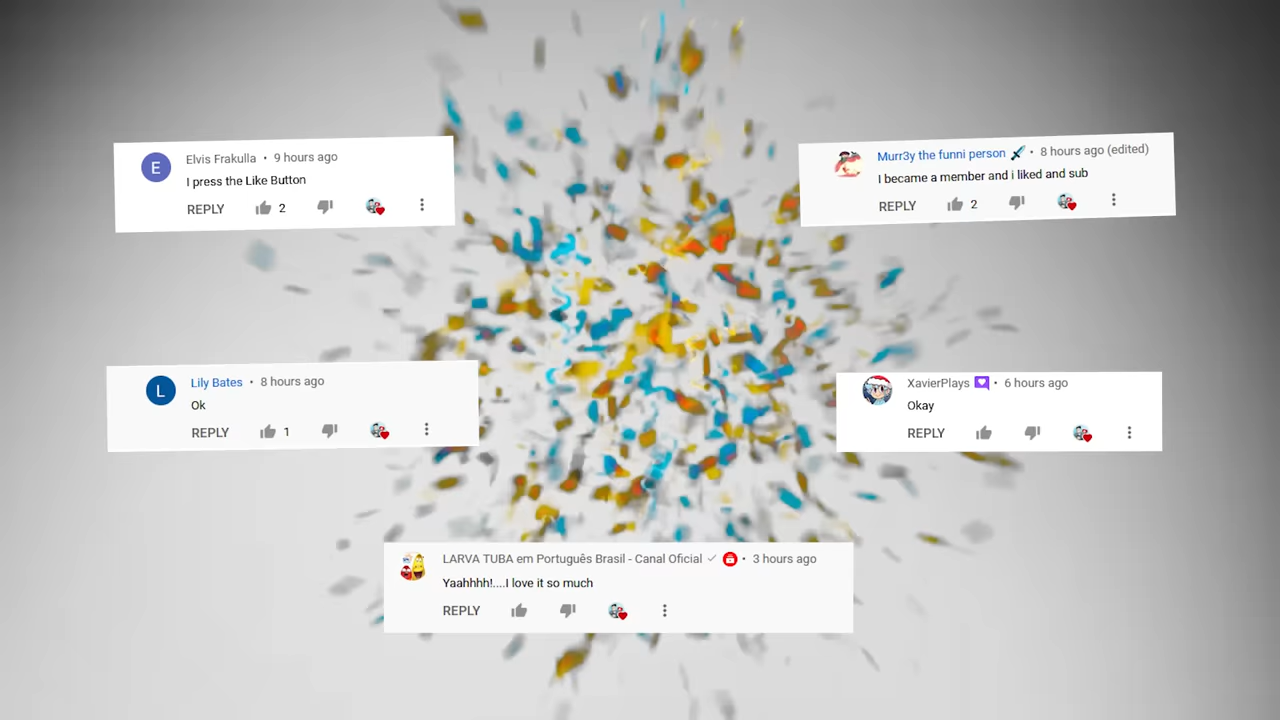 E
Elvis Frakulla • 9 hours ago
I press the Like Button
REPLY 2
Murr3y the funni person 🗡️ • 8 hours ago (edited)
I became a member and i liked and sub
REPLY 2
L
Lily Bates • 8 hours ago
Ok
REPLY 1
XavierPlays 💟 • 6 hours ago
Okay
REPLY
LARVA TUBA em Português Brasil - Canal Oficial ✓ • 3 hours ago
Yaahhhh!....I love it so much
REPLY